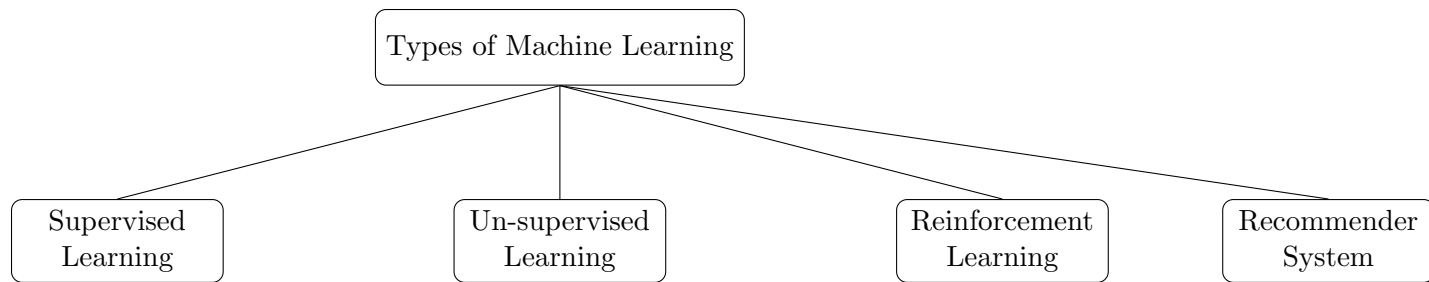 Types of Machine Learning
Supervised
Learning
Un-supervised
Learning
Reinforcement
Learning
Recommender
System